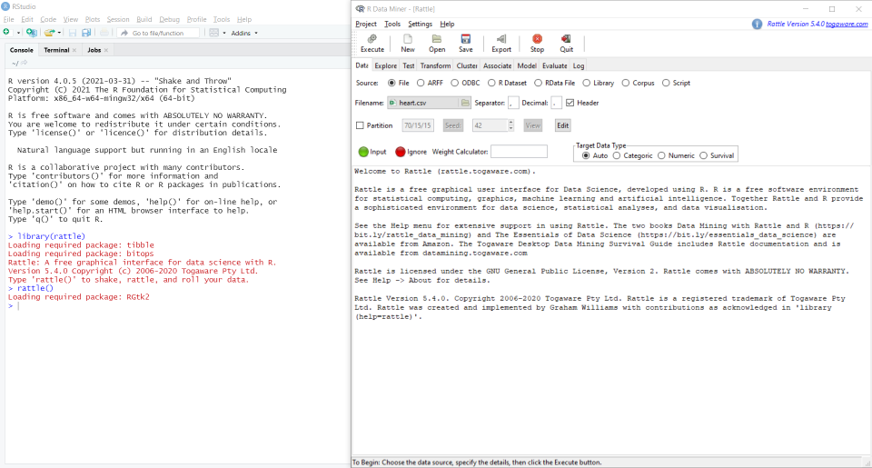 RStudio
File Edit Code View Plots Session Build Debug Profile Tools Help
Go to file/function
Addins
Console Terminal Jobs
~/
R version 4.0.5 (2021-03-31) -- "Shake and Throw"
Copyright (C) 2021 The R Foundation for Statistical Computing
Platform: x86_64-w64-mingw32/x64 (64-bit)
R is free software and comes with ABSOLUTELY NO WARRANTY.
You are welcome to redistribute it under certain conditions.
Type 'license()' or 'licence()' for distribution details.
Natural language support but running in an English locale
R is a collaborative project with many contributors.
Type 'contributors()' for more information and
'citation()' on how to cite R or R packages in publications.
Type 'demo()' for some demos, 'help()' for on-line help, or
'help.start()' for an HTML browser interface to help.
Type 'q()' to quit R.
> library(rattle)
Loading required package: tibble
Loading required package: bitops
Rattle: A free graphical interface for data science with R.
Version 5.4.0 Copyright (c) 2006-2020 Togaware Pty Ltd.
Type 'rattle()' to shake, rattle, and roll your data.
> rattle()
Loading required package: RGtk2
>
R Data Miner - [Rattle]
Project Tools Settings Help
Rattle Version 5.4.0 togaware.com
Execute New Open Save Export Stop Quit
Data Explore Test Transform Cluster Associate Model Evaluate Log
Source: File ARFF ODBC R Dataset RData File Library Corpus Script
Filename: heart.csv Separator: , Decimal: . Header
Partition 70/15/15 Seed 42 View Edit
Input Ignore Weight Calculator:
Target Data Type
Auto Categoric Numeric Survival
Welcome to Rattle (rattle.togaware.com).
Rattle is a free graphical user interface for Data Science, developed using R. R is a free software environment
for statistical computing, graphics, machine learning and artificial intelligence. Together Rattle and R provide
a sophisticated environment for data science, statistical analyses, and data visualisation.
See the Help menu for extensive support in using Rattle. The two books Data Mining with Rattle and R (https://
bit.ly/rattle_data_mining) and The Essentials of Data Science (https://bit.ly/essentials_data_science) are
available from Amazon. The Togaware Desktop Data Mining Survival Guide includes Rattle documentation and is
available from datamining.togaware.com
Rattle is licensed under the GNU General Public License, Version 2. Rattle comes with ABSOLUTELY NO WARRANTY.
See Help -> About for details.
Rattle Version 5.4.0. Copyright 2006-2020 Togaware Pty Ltd. Rattle is a registered trademark of Togaware Pty
Ltd. Rattle was created and implemented by Graham Williams with contributions as acknowledged in 'library
(help=rattle)'.
To Begin: Choose the data source, specify the details, then click the Execute button.